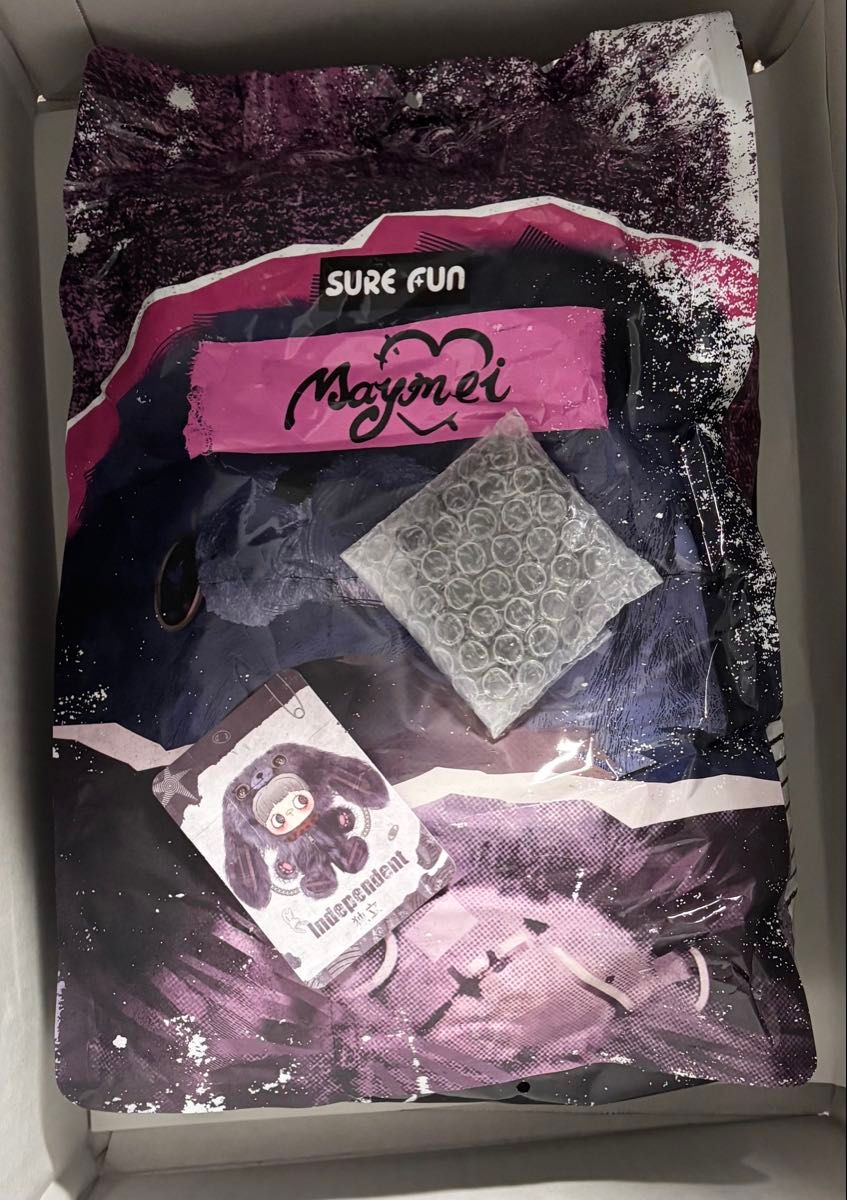 SURE FUN
Maymei
Independent
独立